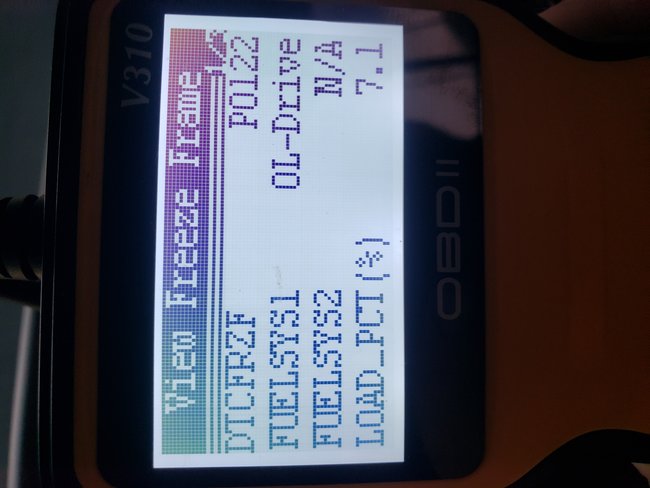 V310
View Freeze Frame
DTCFRZF P0122
FUELSYS1 OL-Drive
FUELSYS2 N/A
LOAD_PCT(%) 7.1
OBDII